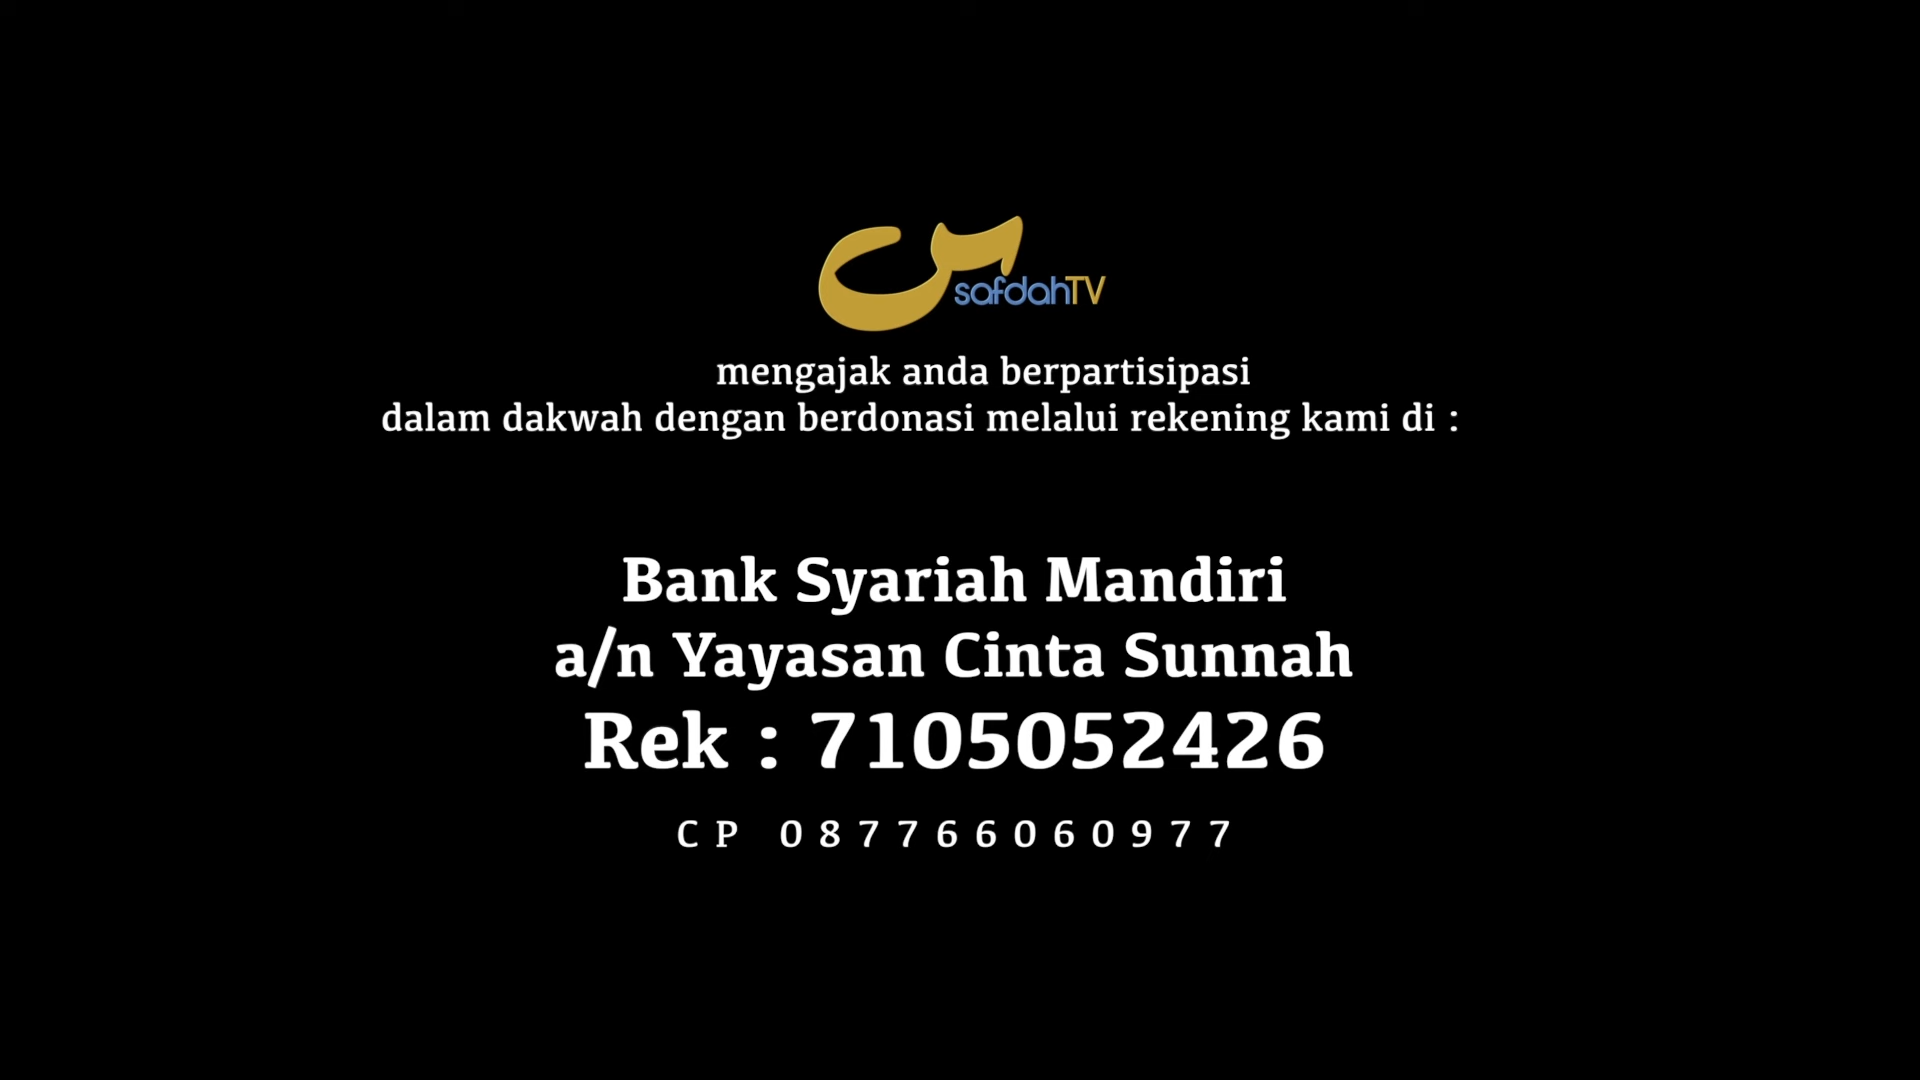 safdahTV
mengajak anda berpartisipasi
dalam dakwah dengan berdonasi melalui rekening kami di :
Bank Syariah Mandiri
a/n Yayasan Cinta Sunnah
Rek : 7105052426
CP 087766060977